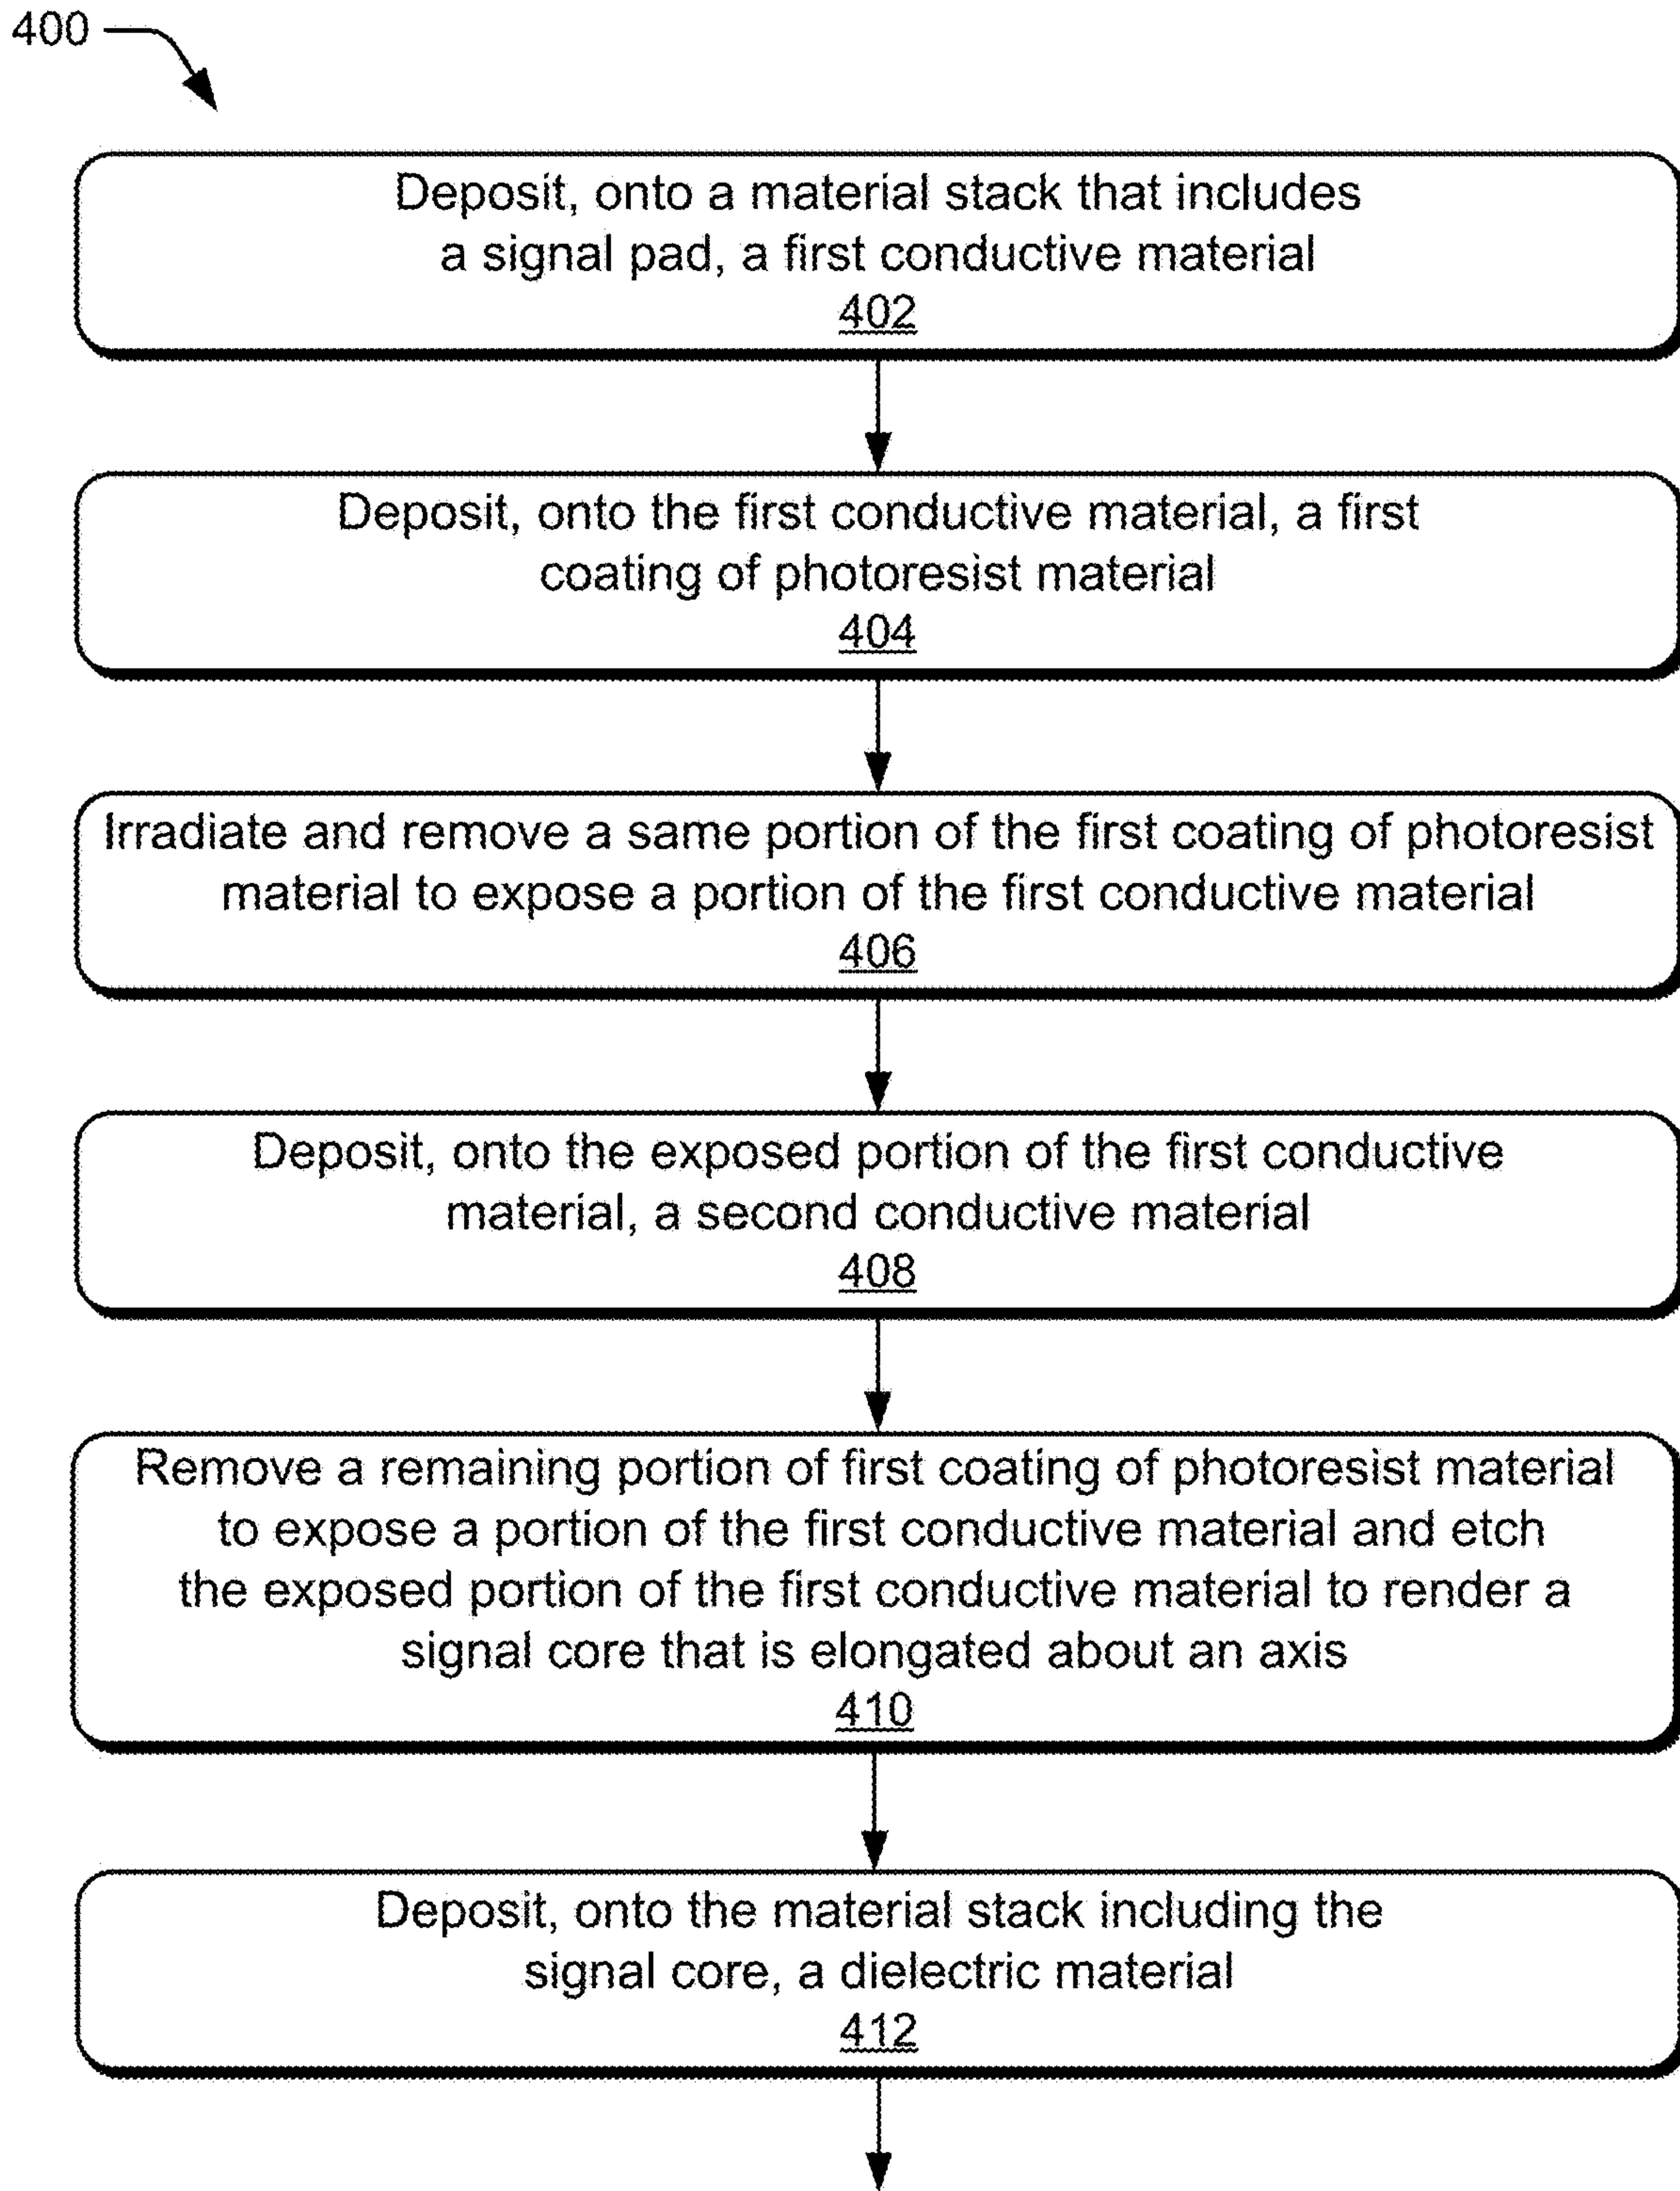 400
Deposit, onto a material stack that includes
a signal pad, a first conductive material
402
Deposit, onto the first conductive material, a first
coating of photoresist material
404
Irradiate and remove a same portion of the first coating of photoresist
material to expose a portion of the first conductive material
406
Deposit, onto the exposed portion of the first conductive
material, a second conductive material
408
Remove a remaining portion of first coating of photoresist material
to expose a portion of the first conductive material and etch
the exposed portion of the first conductive material to render a
signal core that is elongated about an axis
410
Deposit, onto the material stack including the
signal core, a dielectric material
412